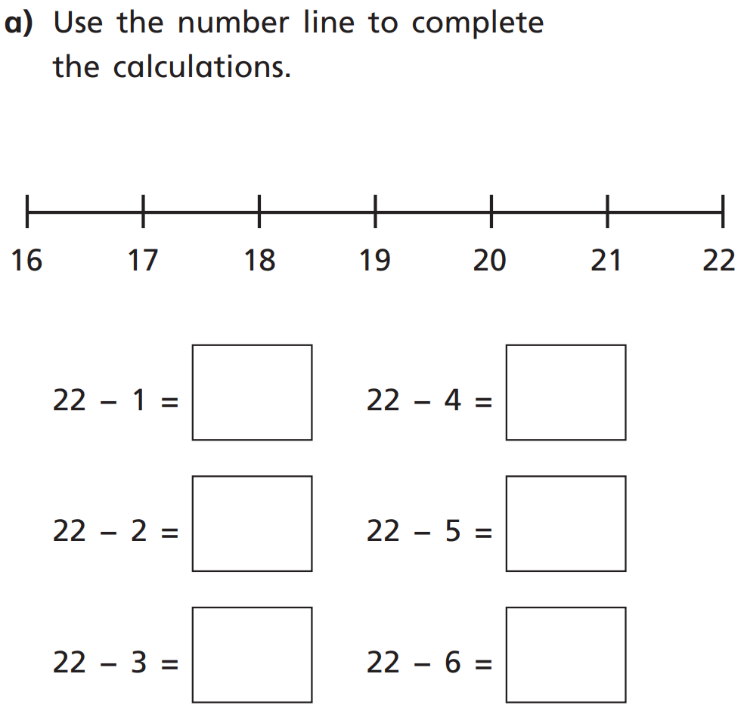 a) Use the number line to complete
the calculations.
16 17 18 19 20 21 22
22 – 1 = 22 – 4 =
22 – 2 = 22 – 5 =
22 – 3 = 22 – 6 =